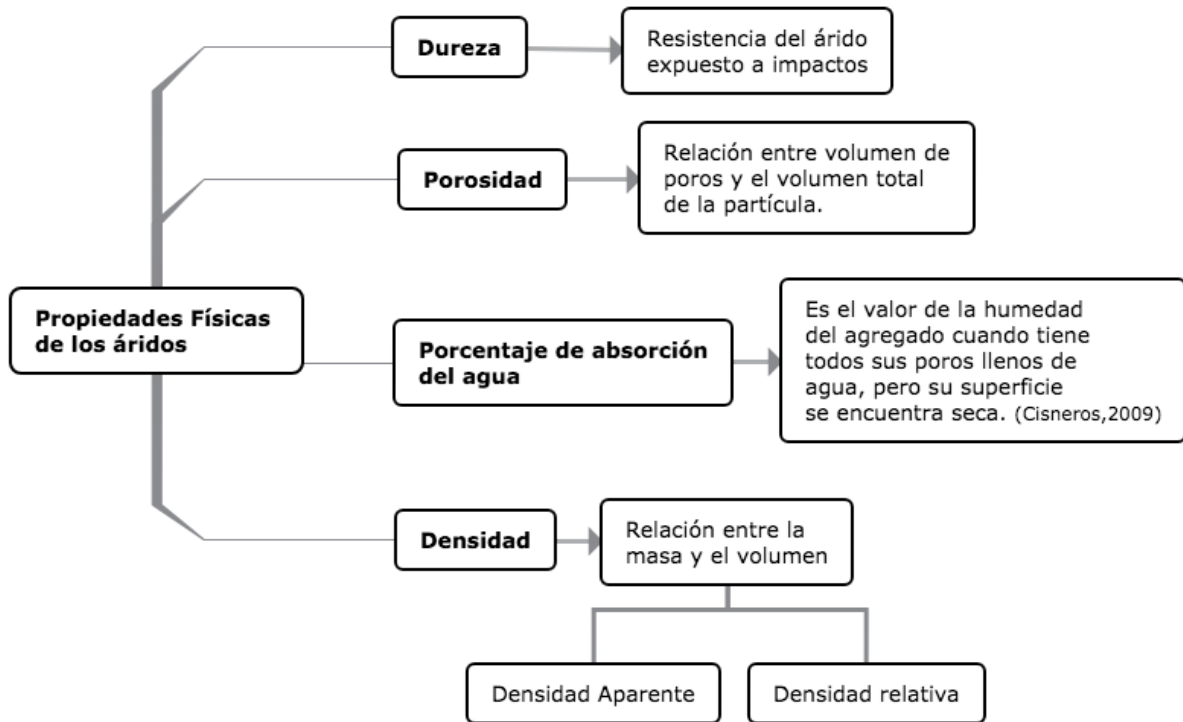 Dureza
Resistencia del árido
expuesto a impactos
Porosidad
Relación entre volumen de
poros y el volumen total
de la partícula.
Propiedades Físicas
de los áridos
Porcentaje de absorción
del agua
Es el valor de la humedad
del agregado cuando tiene
todos sus poros llenos de
agua, pero su superficie
se encuentra seca. (Cisneros,2009)
Densidad
Relación entre la
masa y el volumen
Densidad Aparente
Densidad relativa